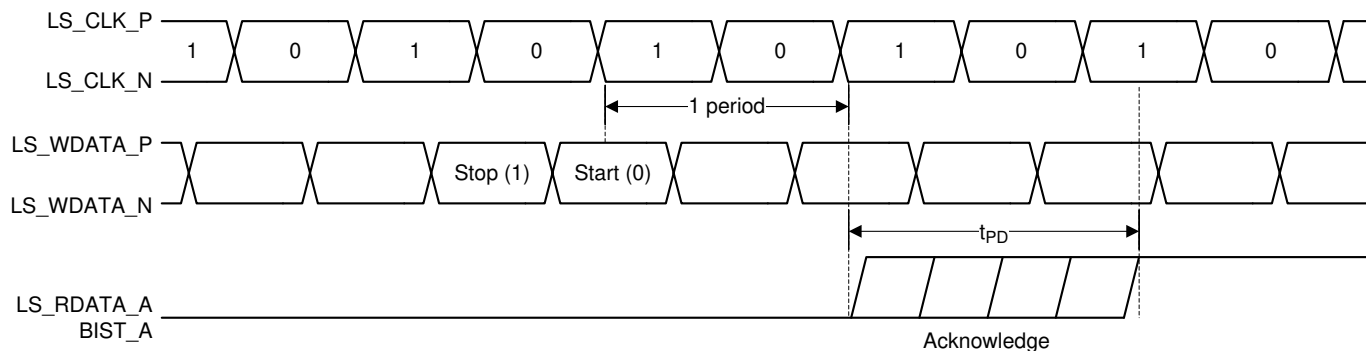 LS_CLK_P
1 0 1 0 1 0 1 0 1 0
LS_CLK_N
1 period
LS_WDATA_P
Stop (1) Start (0)
LS_WDATA_N
tPD
LS_RDATA_A
BIST_A
Acknowledge